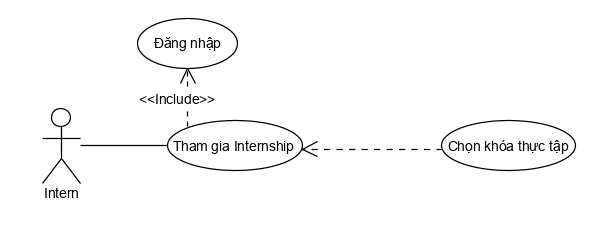 Đăng nhập
<<Include>>
Tham gia Internship
Chọn khóa thực tập
Intern